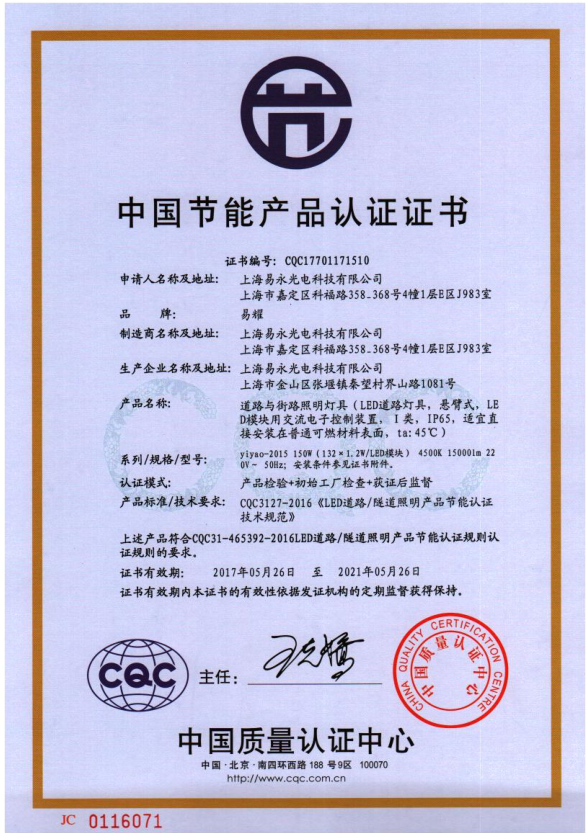 中国节能产品认证证书
证书编号: CQC17701171510
申请人名称及地址: 上海易永光电科技有限公司
上海市嘉定区科福路358-368号4幢1层E区J983室
品 牌: 易耀
制造商名称及地址: 上海易永光电科技有限公司
上海市嘉定区科福路358-368号4幢1层E区J983室
生产企业名称及地址: 上海易永光电科技有限公司
上海市金山区张堰镇秦望村界山路1081号
产品名称: 道路与街路照明灯具(LED道路灯具, 悬臂式, LE
D模块用交流电子控制装置, I类, IP65, 适宜直
接安装在普通可燃材料表面, ta:45℃)
系列/规格/型号: yiyao-2015 150W (132×1.2W/LED模块) 4500K 15000lm 22
0V~ 50Hz; 安装条件参见证书附件。
认证模式: 产品检验+初始工厂检查+获证后监督
产品标准/技术要求: CQC3127-2016《LED道路/隧道照明产品节能认证
技术规范》
上述产品符合CQC31-465392-2016LED道路/隧道照明产品节能认证规则认
证规则的要求。
证书有效期: 2017年05月26日 至 2021年05月26日
证书有效期内本证书的有效性依据发证机构的定期监督获得保持。
CQC
主任:
CHINA QUALITY CERTIFICATION CENTRE
中国质量认证中心
中国质量认证中心
中国·北京·南四环西路 188 号 9区 100070
http://www.cqc.com.cn
JC 0116071